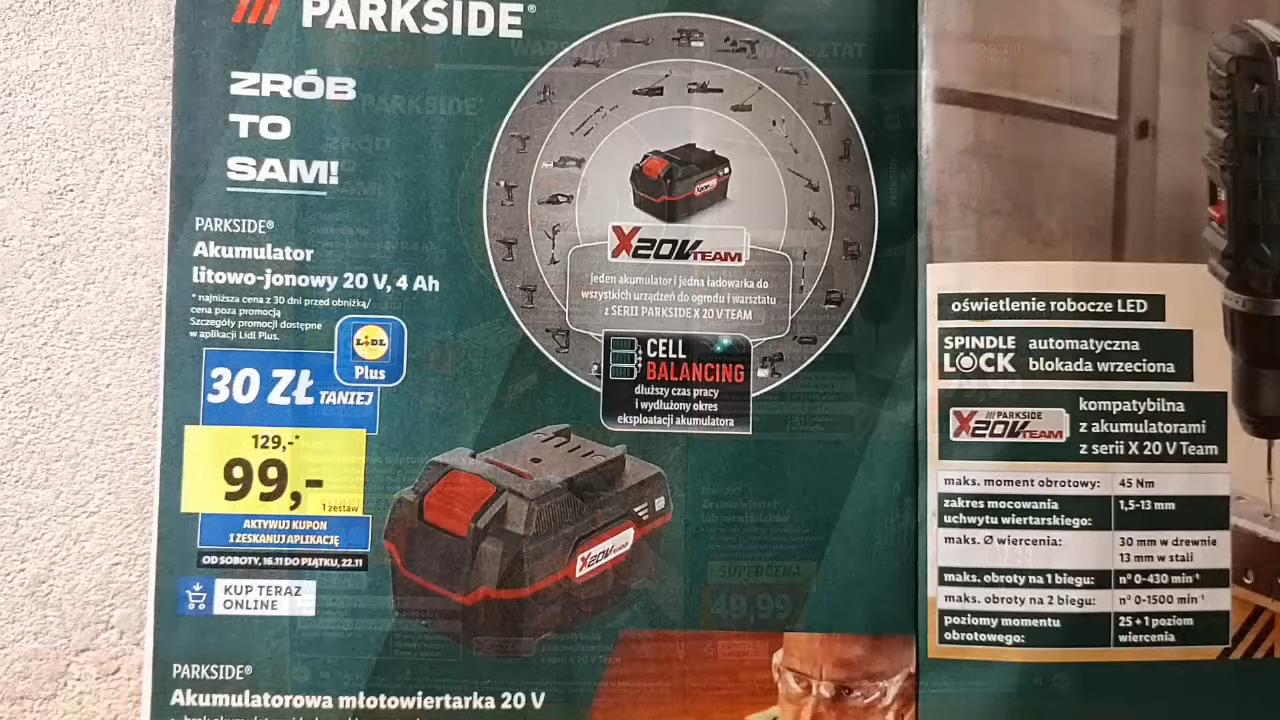 PARKSIDE®
ZRÓB
TO
SAM!
PARKSIDE®
Akumulator
litowo-jonowy 20 V, 4 Ah
* najniższa cena z 30 dni przed obniżką/
cena poza promocją
Szczegóły promocji dostępne
w aplikacji Lidl Plus.
LiDL
Plus
30 ZŁ TANIEJ
129,-*
99,-
1 zestaw
AKTYWUJ KUPON
I ZESKANUJ APLIKACJĘ
OD SOBOTY, 16.11 DO PIĄTKU, 22.11
KUP TERAZ
ONLINE
X20V TEAM
jeden akumulator i jedna ładowarka do
wszystkich urządzeń do ogrodu i warsztatu
z SERII PARKSIDE X 20 V TEAM
CELL
BALANCING
dłuższy czas pracy
i wydłużony okres
eksploatacji akumulatora
X20V TEAM
PARKSIDE®
Akumulatorowa młotowiertarka 20 V
oświetlenie robocze LED
SPINDLE LOCK
automatyczna
blokada wrzeciona
PARKSIDE
X20V TEAM
kompatybilna
z akumulatorami
z serii X 20 V Team
maks. moment obrotowy: 45 Nm
zakres mocowania
uchwytu wiertarskiego: 1,5-13 mm
maks. Ø wiercenia: 30 mm w drewnie
13 mm w stali
maks. obroty na 1 biegu: n° 0-430 min⁻¹
maks. obroty na 2 biegu: n° 0-1500 min⁻¹
poziomy momentu
obrotowego: 25 + 1 poziom
wiercenia
SUPERCENA
49,99